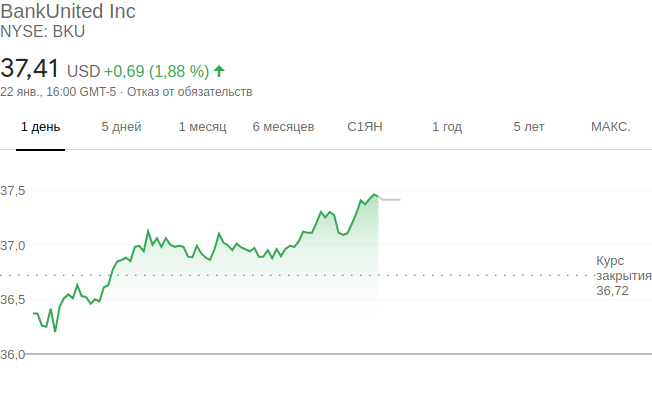 BankUnited Inc
NYSE: BKU
37,41 USD +0,69 (1,88 %)
22 янв., 16:00 GMT-5 · Отказ от обязательств
1 день 5 дней 1 месяц 6 месяцев С1ЯН 1 год 5 лет МАКС.
37,5
37,0
Курс
закрытия
36,72
36,5
36,0